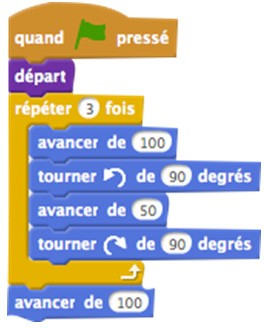 quand pressé
départ
répéter 3 fois
avancer de 100
tourner de 90 degrés
avancer de 50
tourner de 90 degrés
avancer de 100